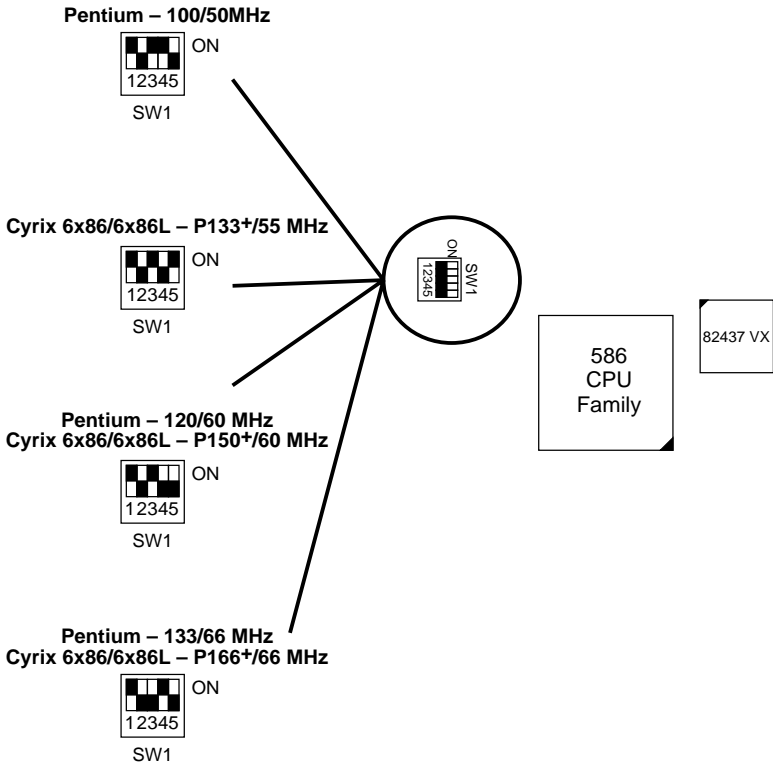 Pentium – 100/50MHz
ON
12345
SW1
Cyrix 6x86/6x86L – P133+/55 MHz
ON
12345
SW1
ON
12345
SW1
586
CPU
Family
82437 VX
Pentium – 120/60 MHz
Cyrix 6x86/6x86L – P150+/60 MHz
ON
12345
SW1
Pentium – 133/66 MHz
Cyrix 6x86/6x86L – P166+/66 MHz
ON
12345
SW1